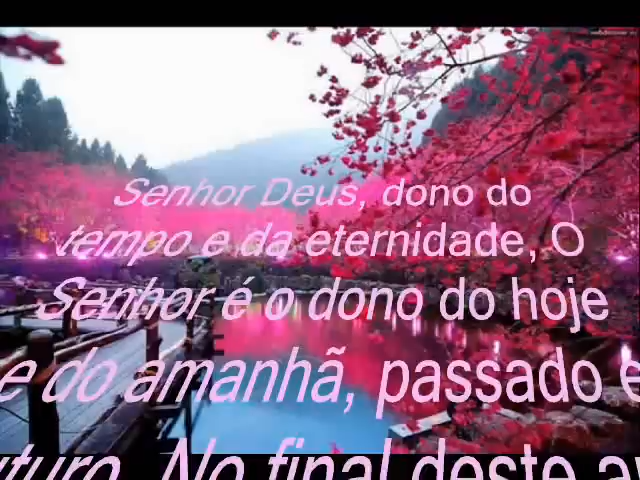 Senhor Deus, dono do
tempo e da eternidade, O
Senhor é o dono do hoje
e do amanhã, passado e
No final deste